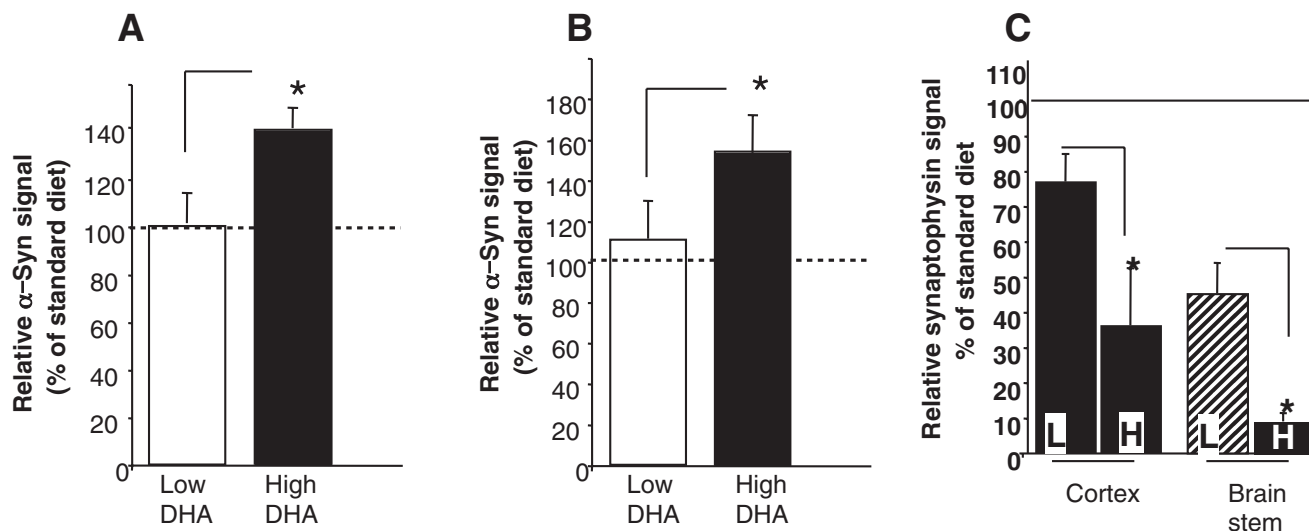 A
Relative α–Syn signal
(% of standard diet)
140
120
100
80
60
40
20
0
*
Low
DHA
High
DHA
B
Relative α–Syn signal
(% of standard diet)
180
160
140
120
100
80
60
40
20
0
*
Low
DHA
High
DHA
C
Relative synaptophysin signal
% of standard diet
110
100
90
80
70
60
50
40
30
20
10
0
*
*
L
H
L
H
Cortex
Brain
stem